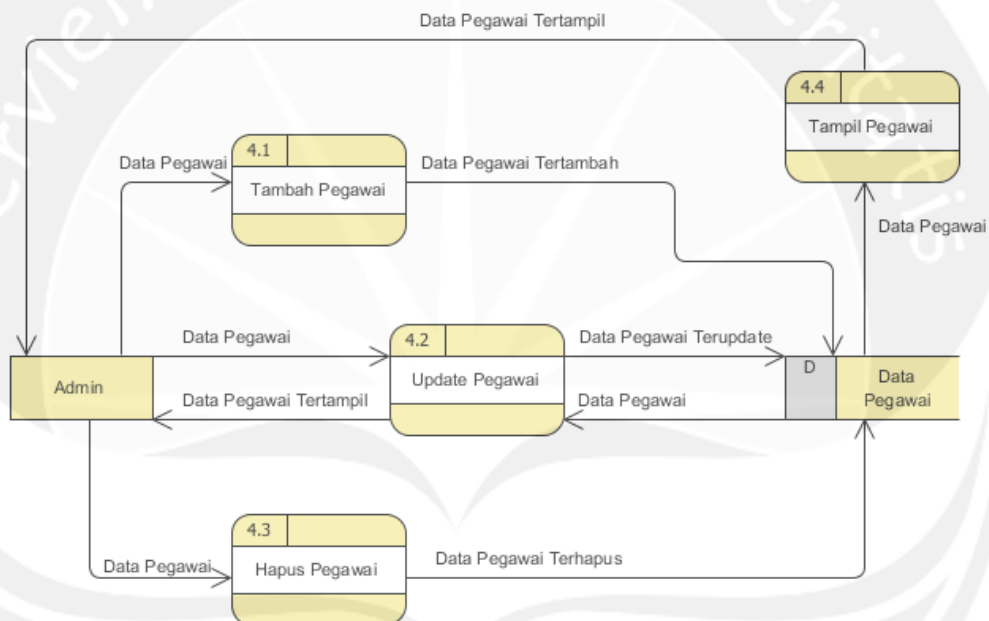 Data Pegawai Tertampil
4.4
Tampil Pegawai
4.1
Data Pegawai
Tambah Pegawai
Data Pegawai Tertambah
Data Pegawai
Data Pegawai
4.2
Update Pegawai
Data Pegawai Terupdate
D
Data
Pegawai
Admin
Data Pegawai Tertampil
Data Pegawai
4.3
Data Pegawai
Hapus Pegawai
Data Pegawai Terhapus